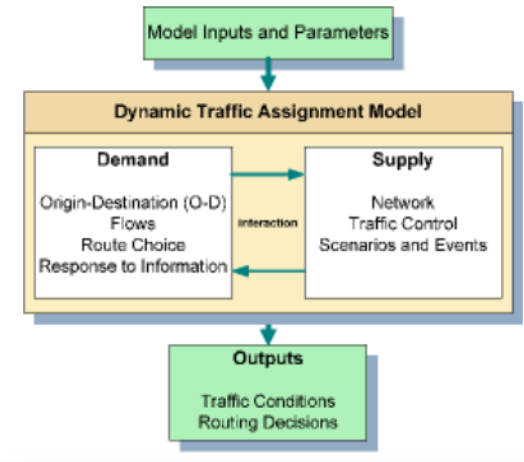 Model Inputs and Parameters
Dynamic Traffic Assignment Model
Demand
Origin-Destination (O-D)
Flows
Route Choice
Response to Information
interaction
Supply
Network
Traffic Control
Scenarios and Events
Outputs
Traffic Conditions
Routing Decisions